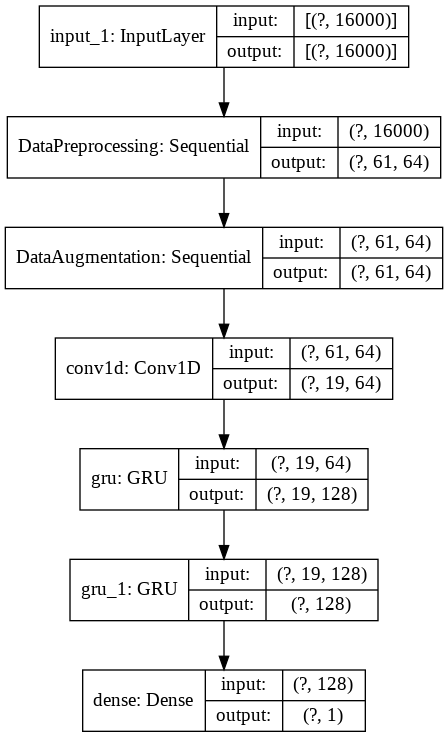 input_1: InputLayer
input:
[(?, 16000)]
output:
[(?, 16000)]
DataPreprocessing: Sequential
input:
(?, 16000)
output:
(?, 61, 64)
DataAugmentation: Sequential
input:
(?, 61, 64)
output:
(?, 61, 64)
conv1d: Conv1D
input:
(?, 61, 64)
output:
(?, 19, 64)
gru: GRU
input:
(?, 19, 64)
output:
(?, 19, 128)
gru_1: GRU
input:
(?, 19, 128)
output:
(?, 128)
dense: Dense
input:
(?, 128)
output:
(?, 1)